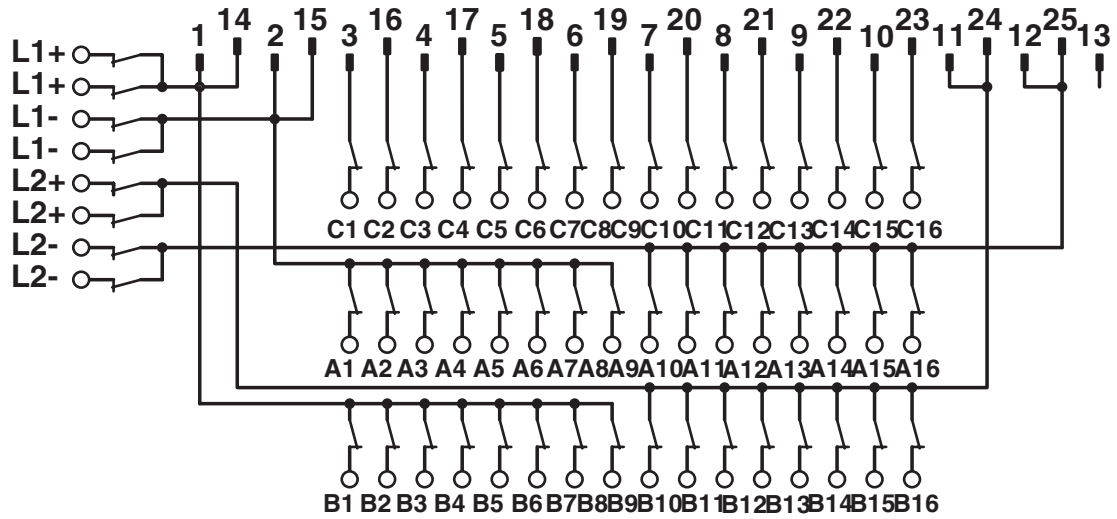 14 15 16 17 18 19 20 21 22 23 24 25
1 2 3 4 5 6 7 8 9 10 11 12 13
L1+
L1+
L1-
L1-
L2+
L2+
L2-
L2-
C1 C2 C3 C4 C5 C6 C7 C8 C9 C10 C11 C12 C13 C14 C15 C16
A1 A2 A3 A4 A5 A6 A7 A8 A9 A10 A11 A12 A13 A14 A15 A16
B1 B2 B3 B4 B5 B6 B7 B8 B9 B10 B11 B12 B13 B14 B15 B16